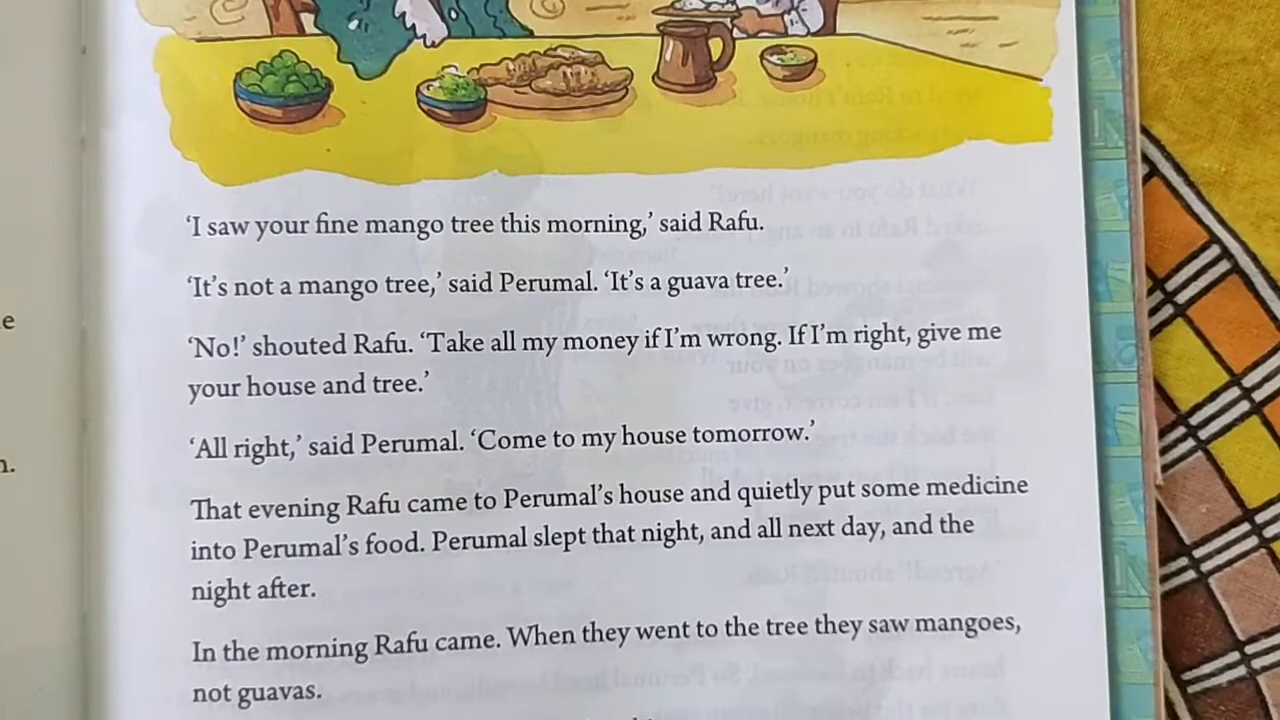 ‘I saw your fine mango tree this morning,’ said Rafu.
‘It’s not a mango tree,’ said Perumal. ‘It’s a guava tree.’
‘No!’ shouted Rafu. ‘Take all my money if I’m wrong. If I’m right, give me
your house and tree.’
‘All right,’ said Perumal. ‘Come to my house tomorrow.’
That evening Rafu came to Perumal’s house and quietly put some medicine
into Perumal’s food. Perumal slept that night, and all next day, and the
night after.
In the morning Rafu came. When they went to the tree they saw mangoes,
not guavas.